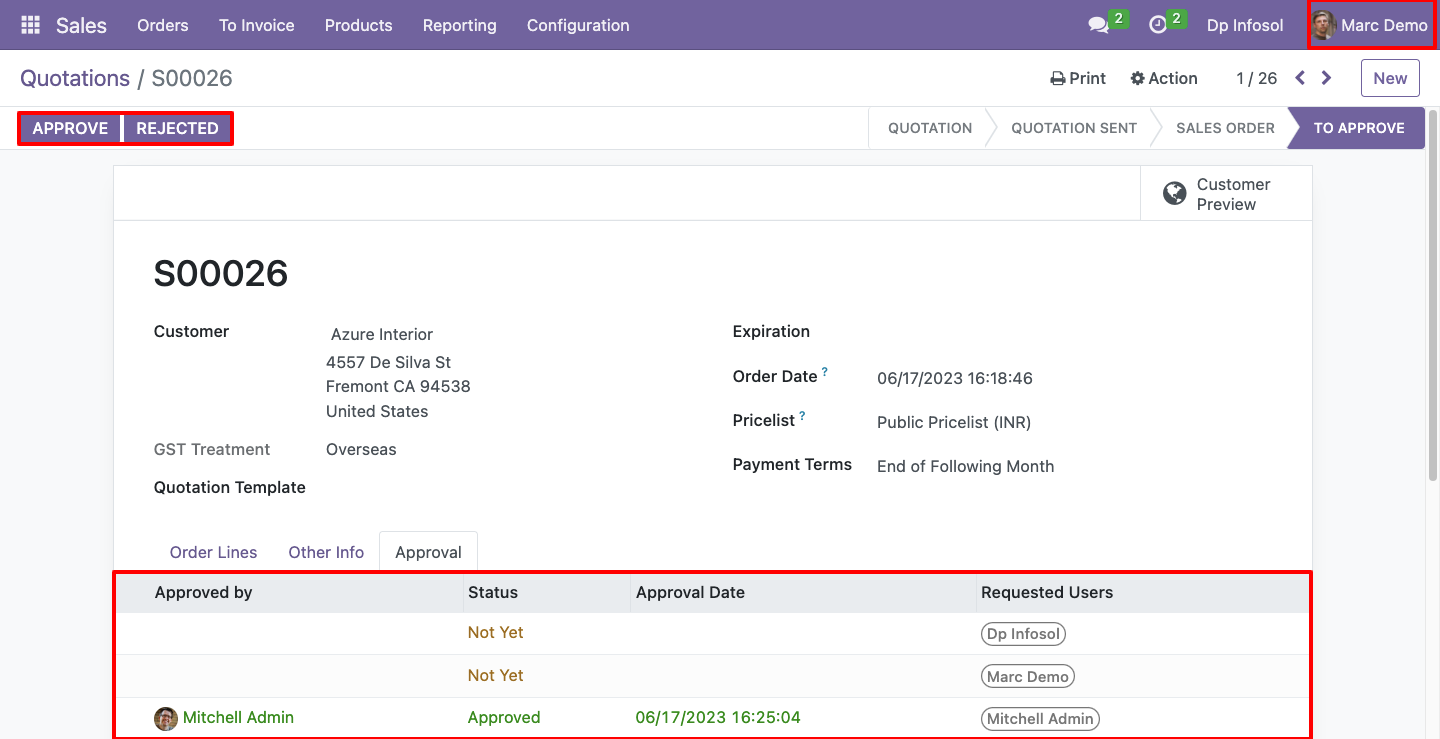 Sales Orders To Invoice Products Reporting Configuration 2 2 Dp Infosol Marc Demo
Quotations / S00026 Print Action 1 / 26 New
APPROVE REJECTED QUOTATION QUOTATION SENT SALES ORDER TO APPROVE
Customer
Preview
S00026
Customer Azure Interior
4557 De Silva St
Fremont CA 94538
United States
GST Treatment Overseas
Quotation Template
Expiration
Order Date ? 06/17/2023 16:18:46
Pricelist ? Public Pricelist (INR)
Payment Terms End of Following Month
Order Lines Other Info Approval
Approved by Status Approval Date Requested Users
Not Yet Dp Infosol
Not Yet Marc Demo
Mitchell Admin Approved 06/17/2023 16:25:04 Mitchell Admin